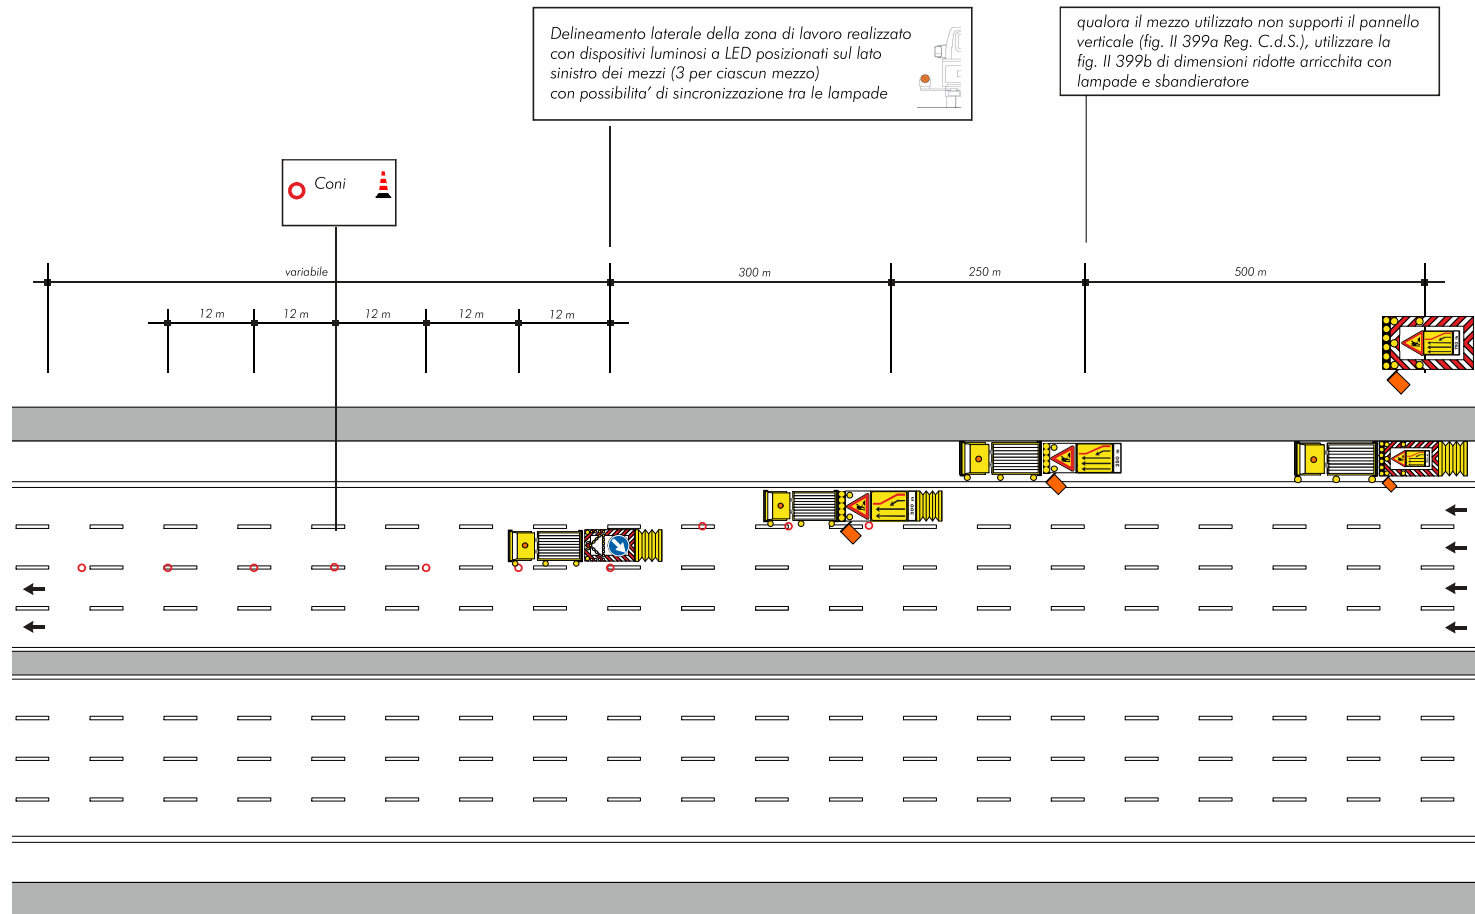 Delineamento laterale della zona di lavoro realizzato
con dispositivi luminosi a LED posizionati sul lato
sinistro dei mezzi (3 per ciascun mezzo)
con possibilita' di sincronizzazione tra le lampade
qualora il mezzo utilizzato non supporti il pannello
verticale (fig. II 399a Reg. C.d.S.), utilizzare la
fig. II 399b di dimensioni ridotte arricchita con
lampade e sbandieratore
Coni
variabile
300 m
250 m
500 m
12 m
12 m
12 m
12 m
12 m
250 m
300 m